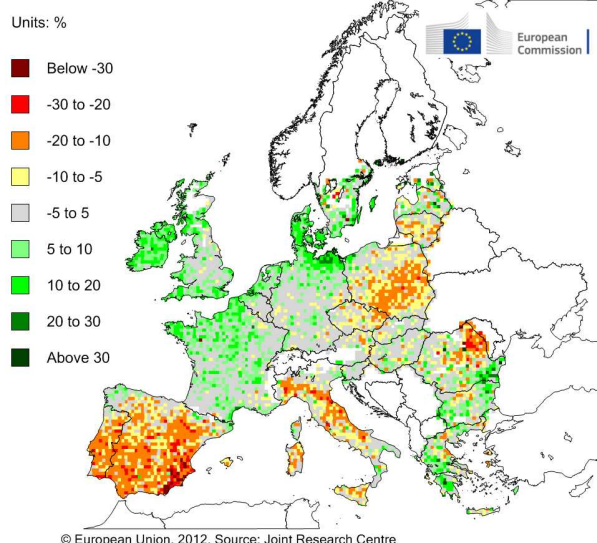 Units: %
European
Commission
Below -30
-30 to -20
-20 to -10
-10 to -5
-5 to 5
5 to 10
10 to 20
20 to 30
Above 30
© European Union, 2012. Source: Joint Research Centre